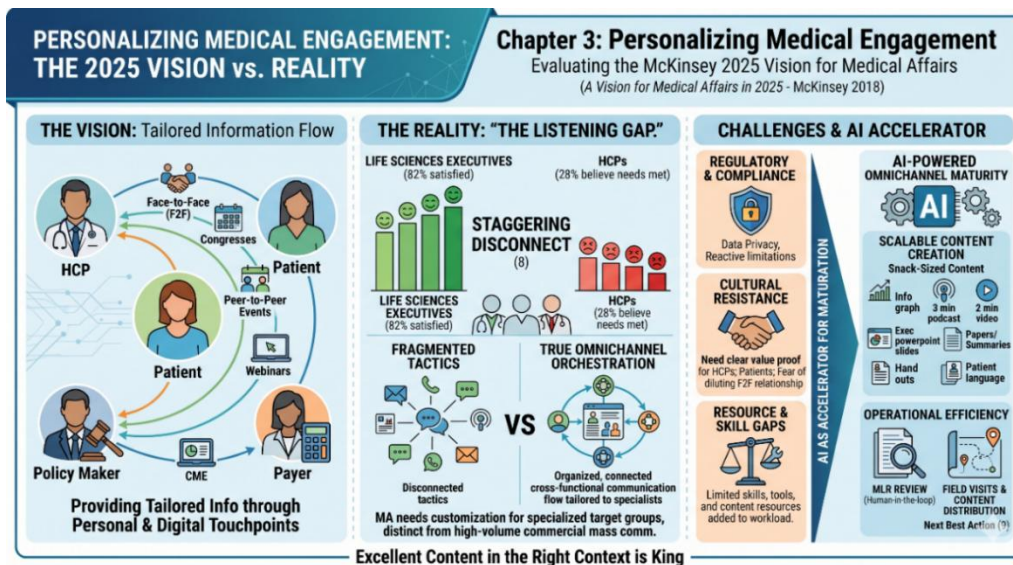 PERSONALIZING MEDICAL ENGAGEMENT:
THE 2025 VISION vs. REALITY
Chapter 3: Personalizing Medical Engagement
Evaluating the McKinsey 2025 Vision for Medical Affairs
(A Vision for Medical Affairs in 2025 - McKinsey 2018)
THE VISION: Tailored Information Flow
Face-to-Face
(F2F)
Congresses
HCP
Patient
Peer-to-Peer
Events
Patient
Webinars
Policy Maker
CME
Payer
Providing Tailored Info through
Personal & Digital Touchpoints
THE REALITY: “THE LISTENING GAP.”
LIFE SCIENCES EXECUTIVES
(82% satisfied)
HCPs
(28% believe needs met)
STAGGERING
DISCONNECT
(8)
LIFE SCIENCES
EXECUTIVES
(82% satisfied)
HCPs
(28% believe
needs met)
FRAGMENTED
TACTICS
Disconnected
tactics
VS
TRUE OMNICHANNEL
ORCHESTRATION
Organized, connected
cross-functional communication
flow tailored to specialists
MA needs customization for specialized target groups,
distinct from high-volume commercial mass comm.
CHALLENGES & AI ACCELERATOR
REGULATORY
& COMPLIANCE
Data Privacy,
Reactive limitations
CULTURAL
RESISTANCE
Need clear value proof
for HCPs; Patients; Fear of
diluting F2F relationship
RESOURCE &
SKILL GAPS
Limited skills, tools,
and content resources
added to workload.
AI AS ACCELERATOR FOR MATURATION
AI-POWERED
OMNICHANNEL MATURITY
AI
SCALABLE CONTENT
CREATION
Snack-Sized Content
Info
graph
3 min
podcast
2 min
video
Exec
powerpoint
slides
Papers/
Summaries
Hand
outs
Patient
language
OPERATIONAL EFFICIENCY
MLR REVIEW
(Human-in-the-loop)
FIELD VISITS &
CONTENT
DISTRIBUTION
Next Best Action (9)
Excellent Content in the Right Context is King